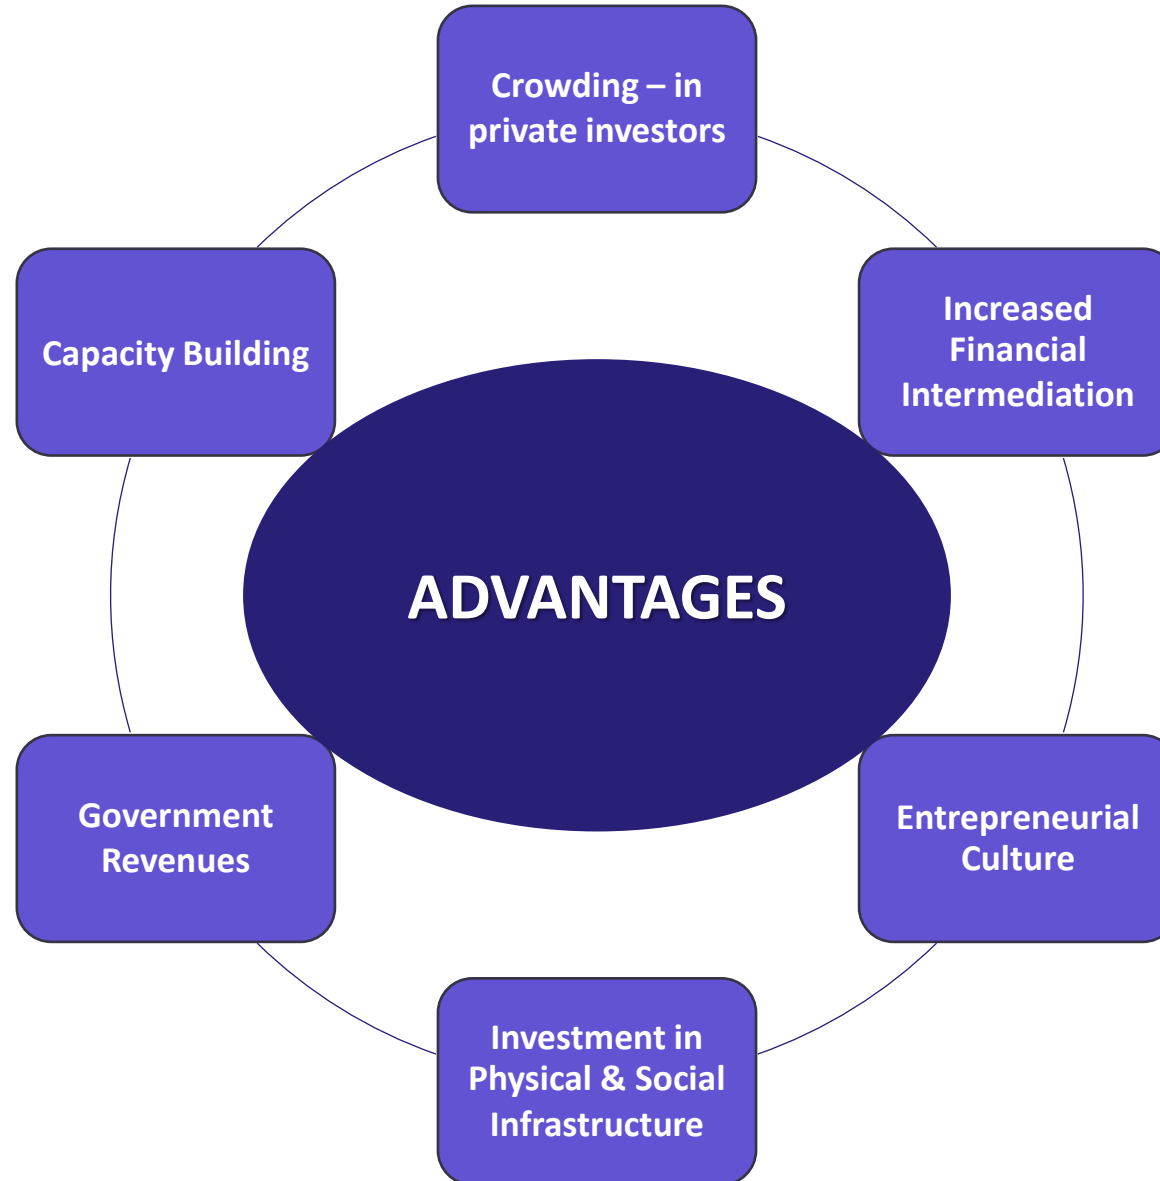 Crowding – in
private investors
Increased
Financial
Intermediation
Entrepreneurial
Culture
Investment in
Physical & Social
Infrastructure
Government
Revenues
Capacity Building
ADVANTAGES